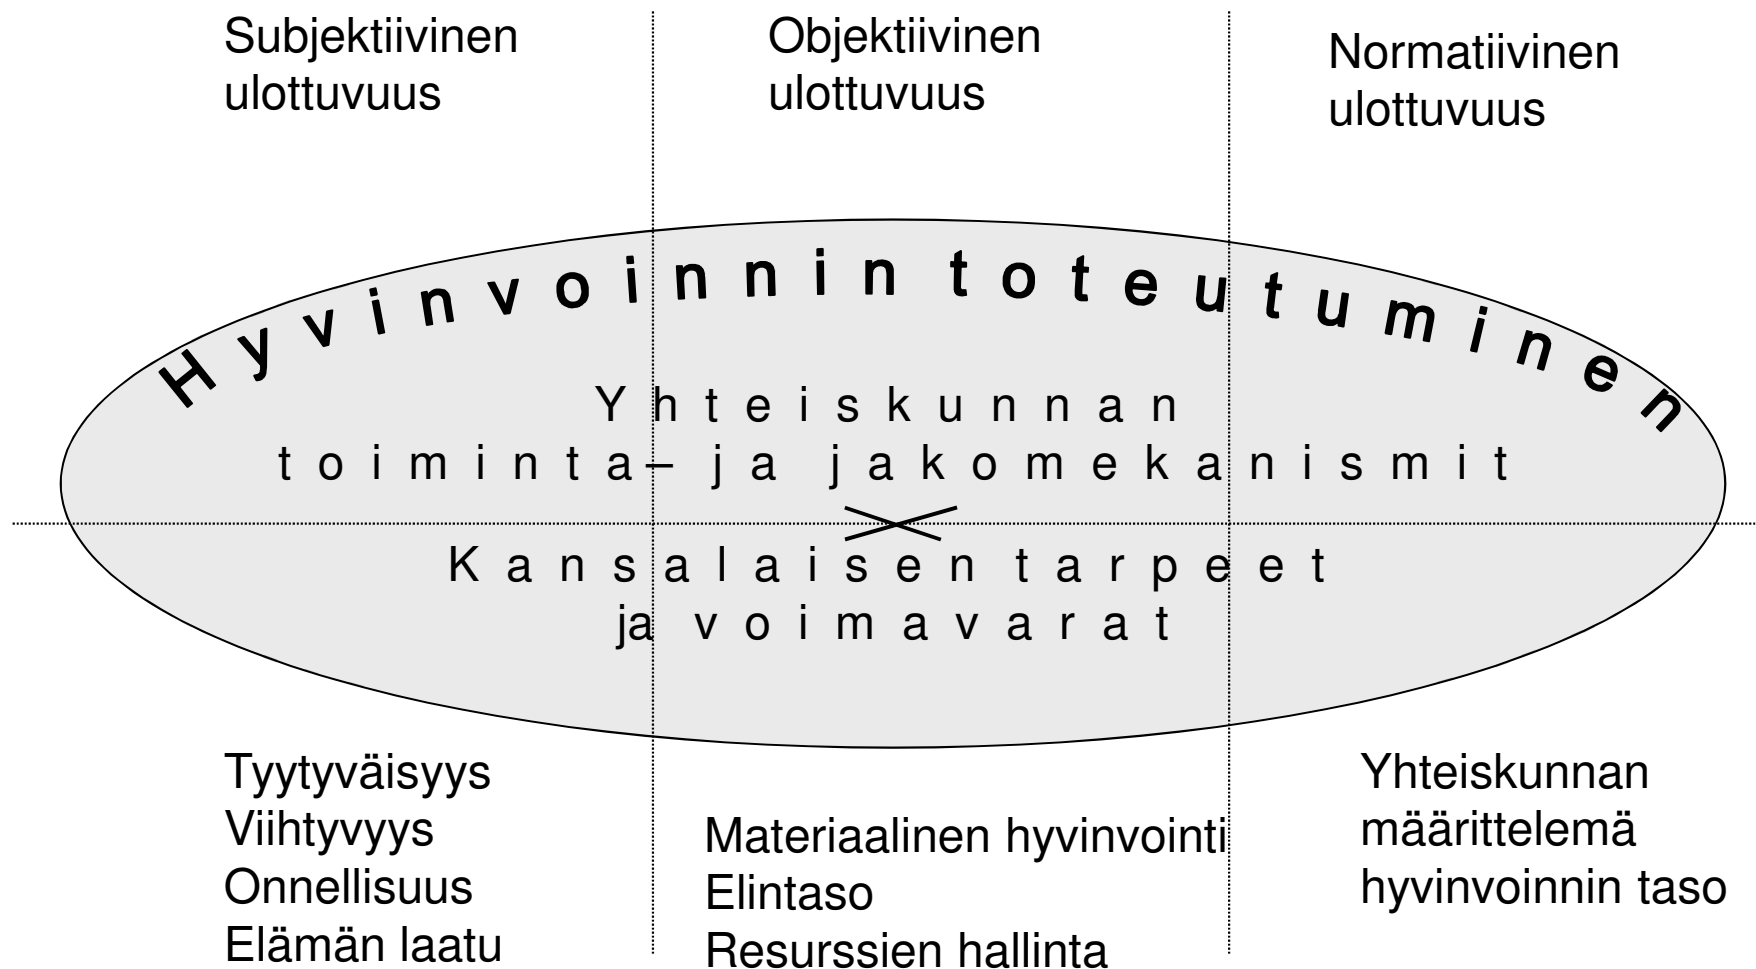 Subjektiivinen
ulottuvuus
Objektiivinen
ulottuvuus
Normatiivinen
ulottuvuus
Hyvinvoinnin toteutuminen
Yhteiskunnan
toiminta– ja jakomekanismit
Kansalaisen tarpeet
ja voimavarat
Tyytyväisyys
Viihtyvyys
Onnellisuus
Elämän laatu
Materiaalinen hyvinvointi
Elintaso
Resurssien hallinta
Yhteiskunnan
määrittelemä
hyvinvoinnin taso